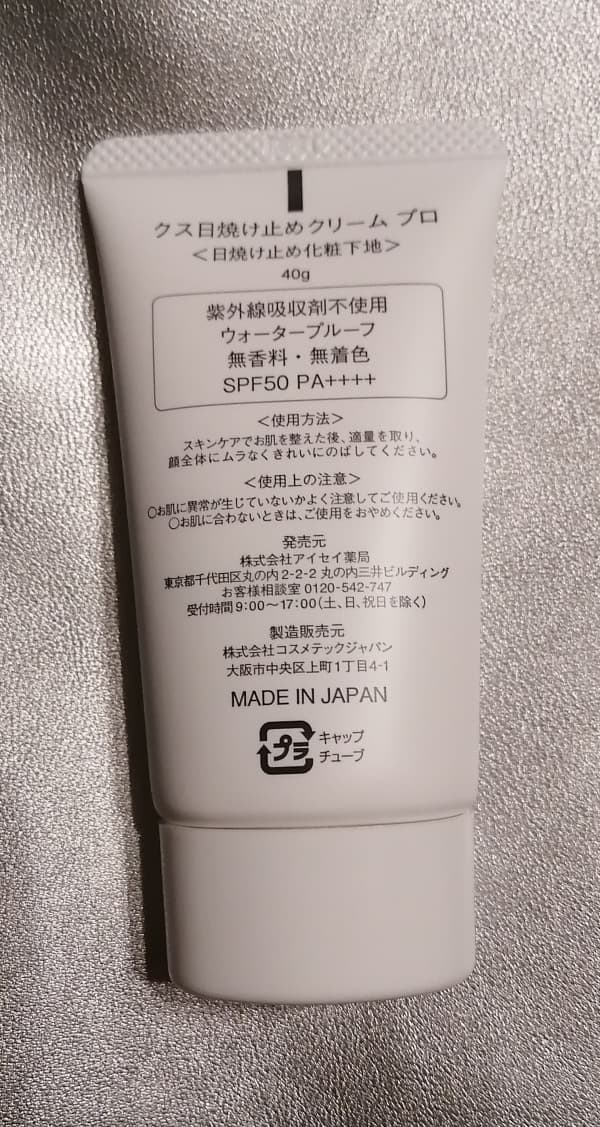 クス日焼け止めクリーム プロ
＜日焼け止め化粧下地＞
40g
紫外線吸収剤不使用
ウォータープルーフ
無香料・無着色
SPF50 PA++++
＜使用方法＞
スキンケアでお肌を整えた後、適量を取り、
顔全体にムラなくきれいにのばしてください。
＜使用上の注意＞
○お肌に異常が生じていないかよく注意してご使用ください。
○お肌に合わないときは、ご使用をおやめください。
発売元
株式会社アイセイ薬局
東京都千代田区丸の内2-2-2 丸の内三井ビルディング
お客様相談室 0120-542-747
受付時間 9:00〜17:00(土、日、祝日を除く)
製造販売元
株式会社コスメテックジャパン
大阪市中央区上町1丁目4-1
MADE IN JAPAN
プラ
キャップ
チューブ